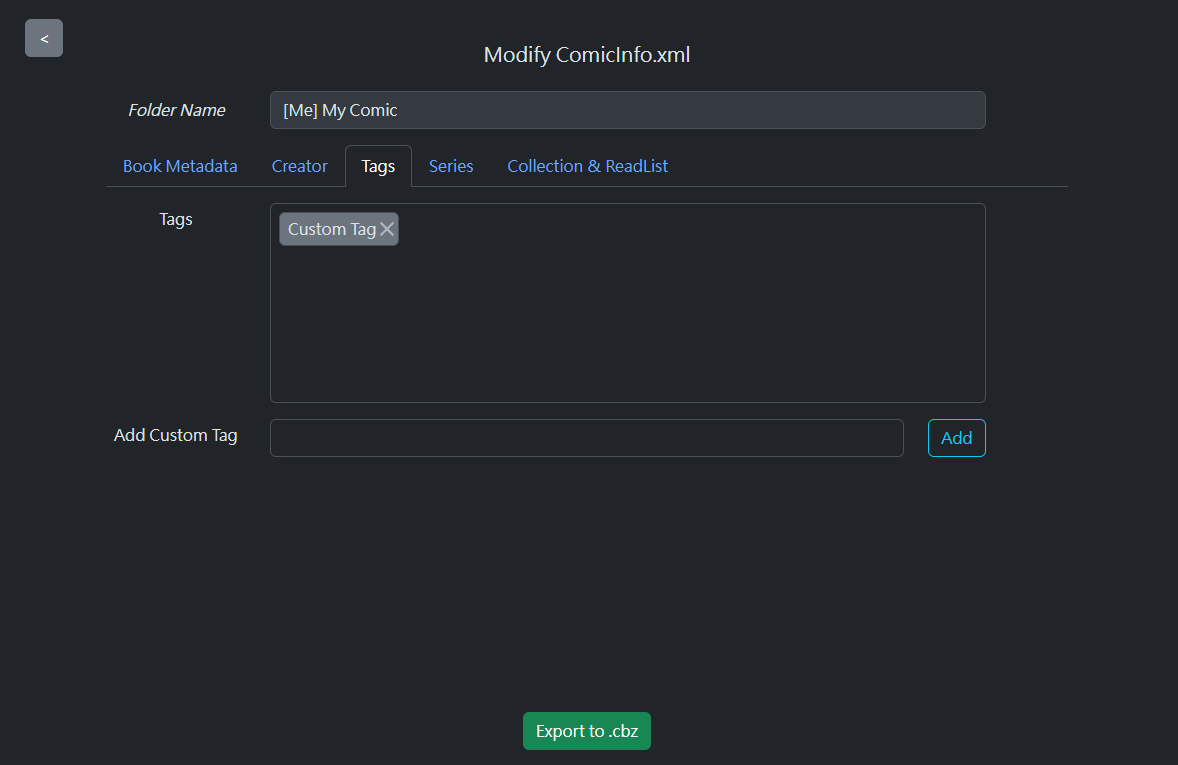 <
Modify ComicInfo.xml
Folder Name
[Me] My Comic
Book Metadata Creator Tags Series Collection & ReadList
Tags
Custom Tag
Add Custom Tag
Add
Export to .cbz